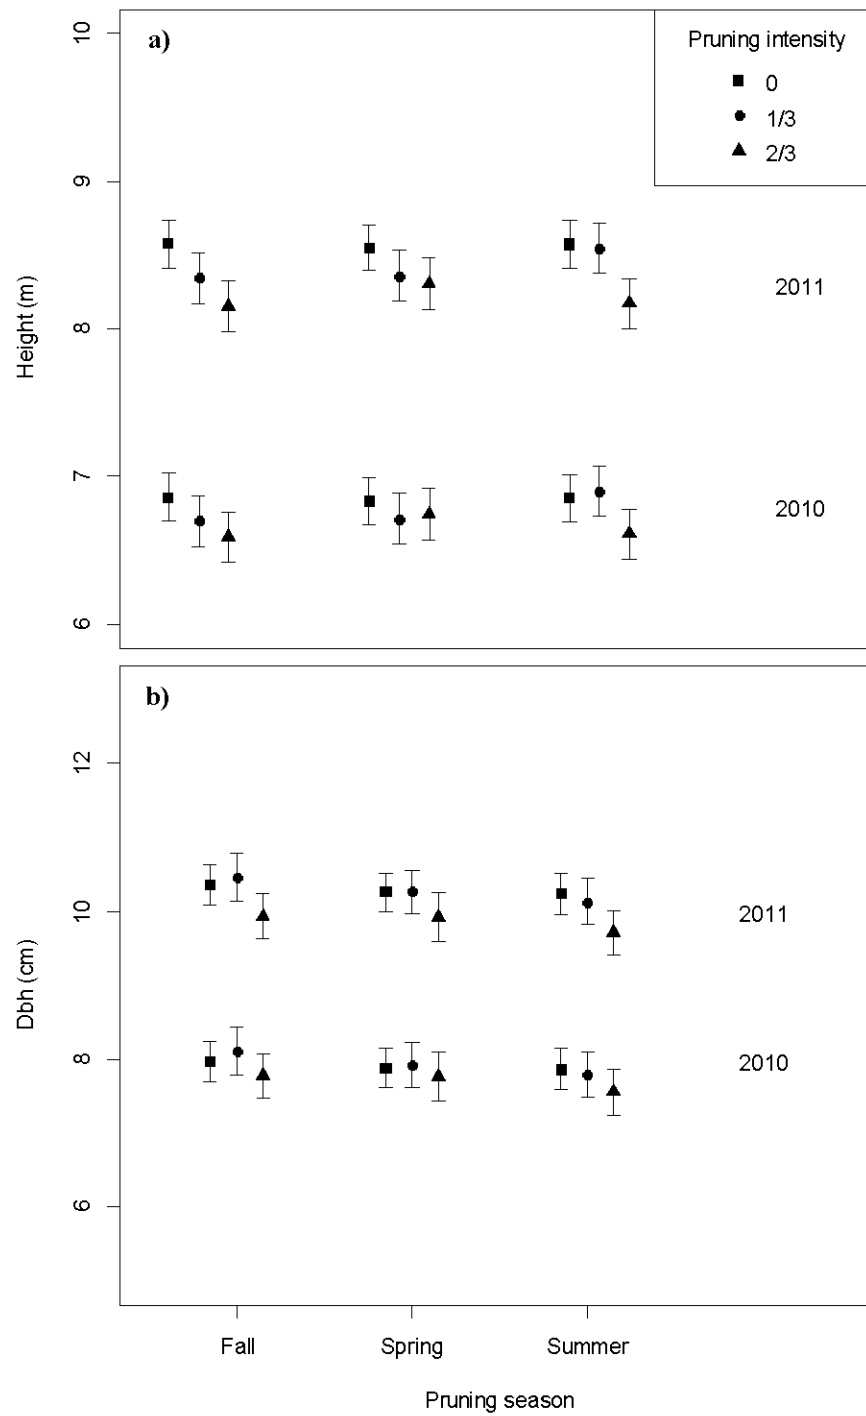 a)
Pruning intensity
0
1/3
2/3
10
9
8
7
6
Height (m)
2011
2010
b)
12
10
8
6
Dbh (cm)
2011
2010
Fall Spring Summer
Pruning season